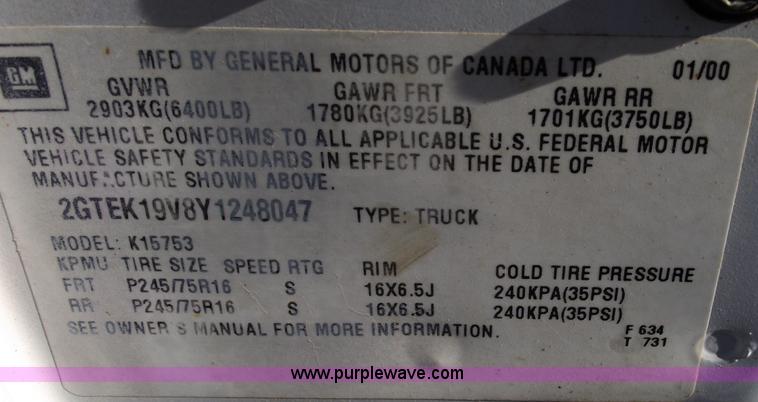 GM
MFD BY GENERAL MOTORS OF CANADA LTD. 01/00
GVWR GAWR FRT GAWR RR
2903KG(6400LB) 1780KG(3925LB) 1701KG(3750LB)
THIS VEHICLE CONFORMS TO ALL APPLICABLE U.S. FEDERAL MOTOR
VEHICLE SAFETY STANDARDS IN EFFECT ON THE DATE OF
MANUFACTURE SHOWN ABOVE.
2GTEK19V8Y1248047 TYPE: TRUCK
MODEL: K15753
KPMU TIRE SIZE SPEED RTG RIM COLD TIRE PRESSURE
FRT P245/75R16 S 16X6.5J 240KPA(35PSI)
RR P245/75R16 S 16X6.5J 240KPA(35PSI)
SEE OWNER'S MANUAL FOR MORE INFORMATION.
F 634
T 731
www.purplewave.com